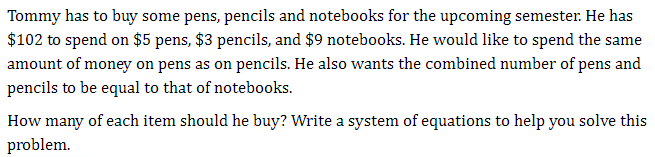 Tommy has to buy some pens, pencils and notebooks for the upcoming semester. He has
$102 to spend on $5 pens, $3 pencils, and $9 notebooks. He would like to spend the same
amount of money on pens as on pencils. He also wants the combined number of pens and
pencils to be equal to that of notebooks.
How many of each item should he buy? Write a system of equations to help you solve this
problem.